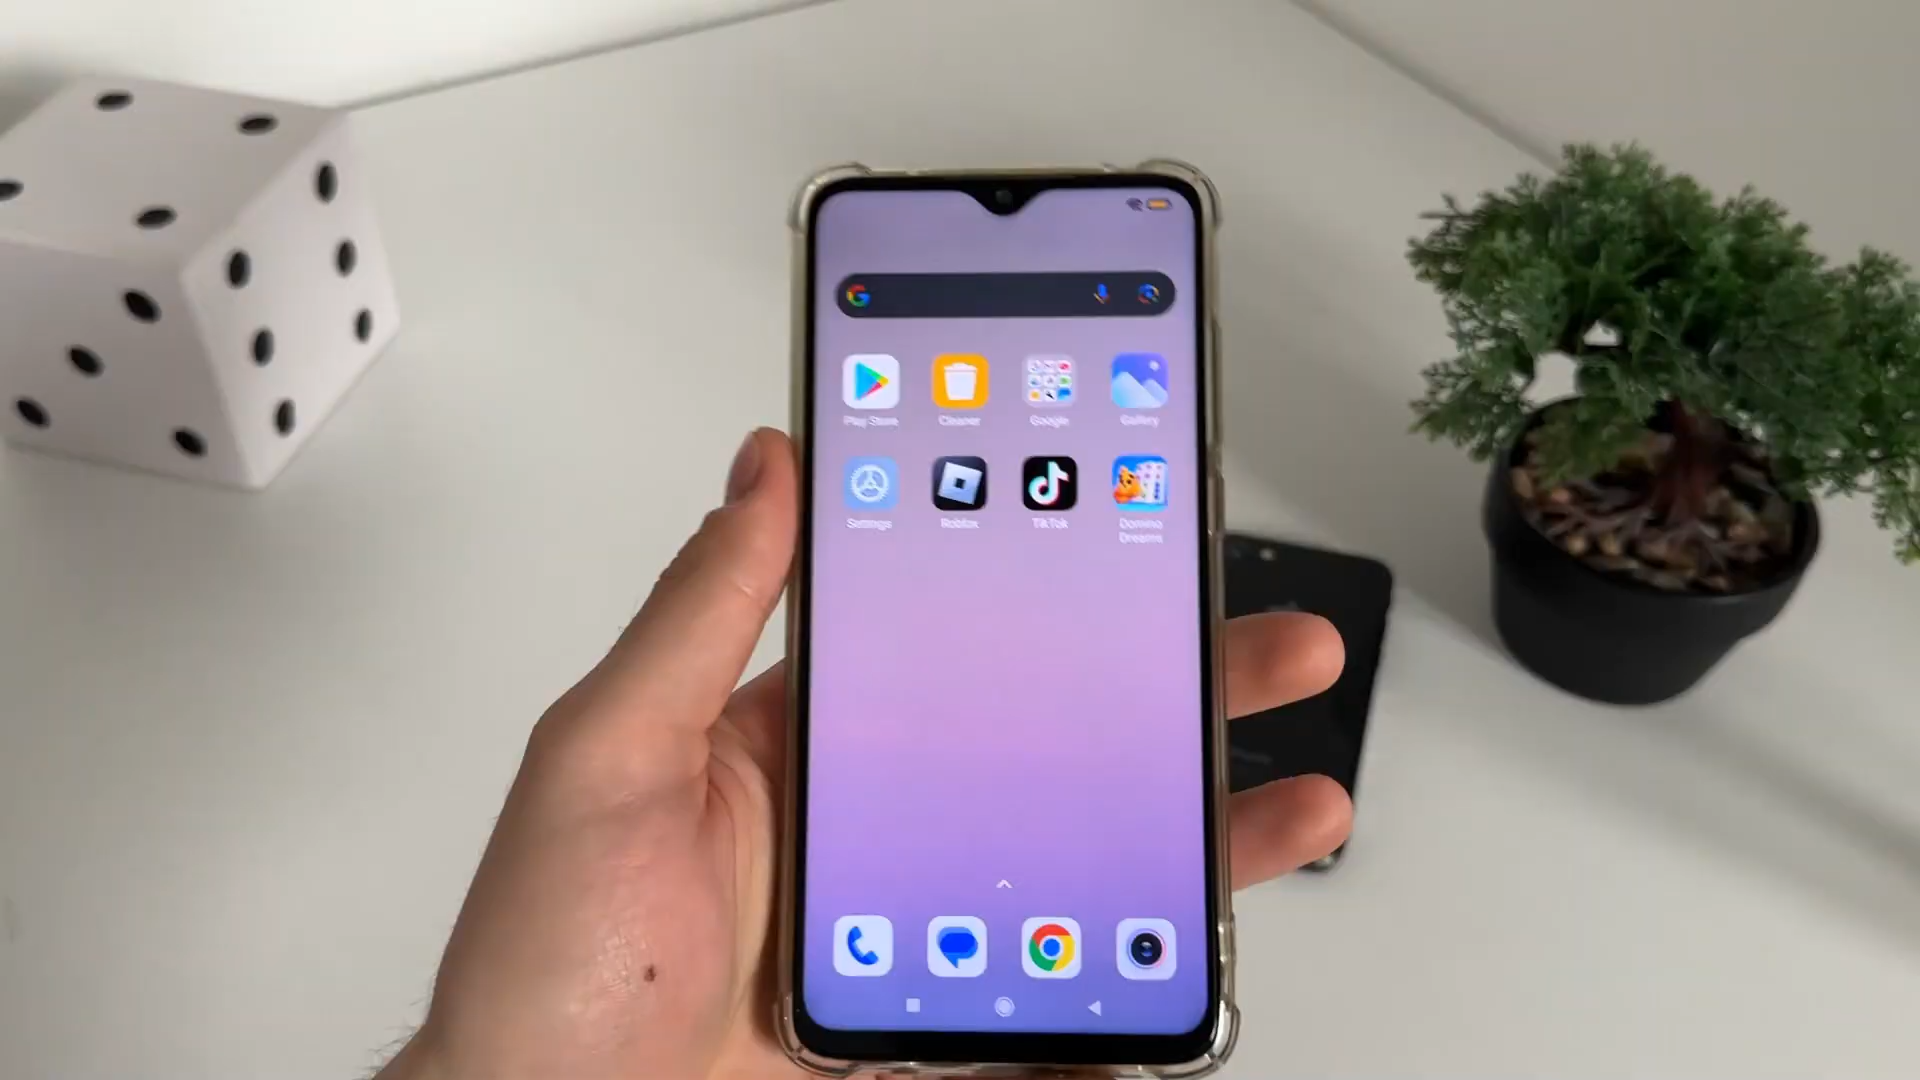 Play Store
Cleaner
Google
Gallery
Settings
Roblox
TikTok
Domino
Dreams